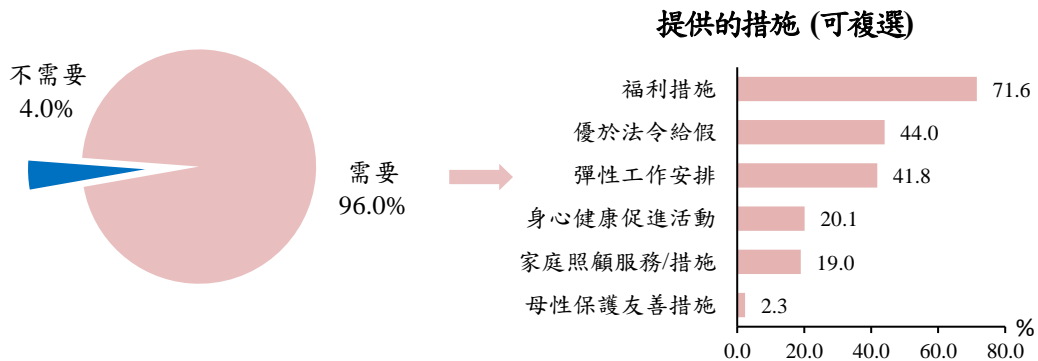 不需要
4.0%
需要
96.0%
提供的措施 (可複選)
福利措施
71.6
優於法令給假
44.0
彈性工作安排
41.8
身心健康促進活動
20.1
家庭照顧服務/措施
19.0
母性保護友善措施
2.3
%
0.0 20.0 40.0 60.0 80.0